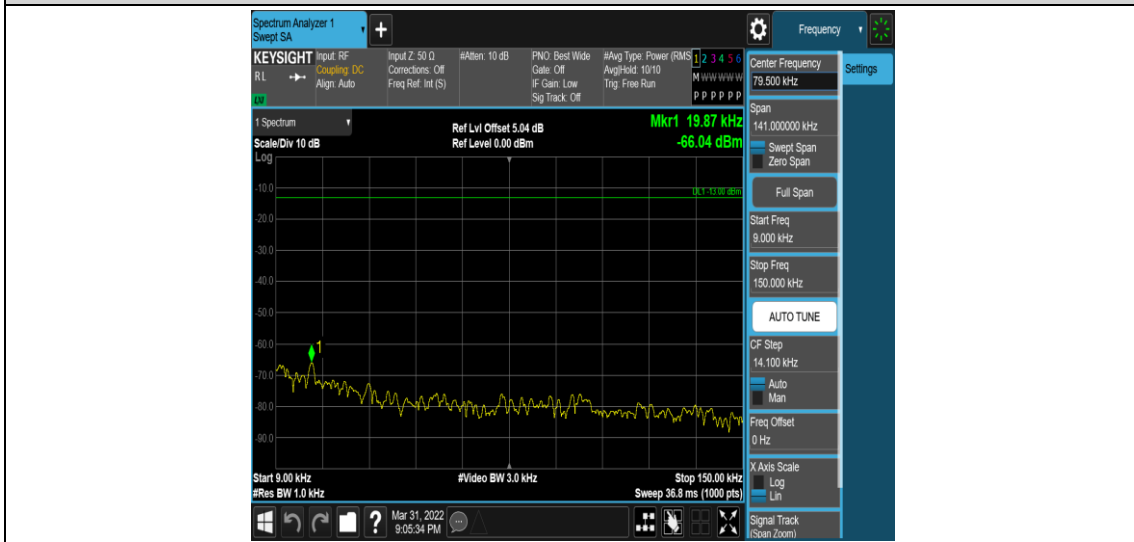 Spectrum Analyzer 1
Swept SA
+
Frequency
KEYSIGHT
RL
Input: RF
Coupling: DC
Align: Auto
Input Z: 50 Ω
Corrections: Off
Freq Ref: Int (S)
#Atten: 10 dB
PNO: Best Wide
Gate: Off
IF Gain: Low
Sig Track: Off
#Avg Type: Power (RMS
Avg|Hold: 10/10
Trig: Free Run
1 2 3 4 5 6
M W W W W W
P P P P P P
1 Spectrum
Scale/Div 10 dB
Log
Ref Lvl Offset 5.04 dB
Ref Level 0.00 dBm
Mkr1 19.87 kHz
-66.04 dBm
DL1 -13.00 dBm
-10.0
-20.0
-30.0
-40.0
-50.0
-60.0
-70.0
-80.0
-90.0
1
Start 9.00 kHz
#Res BW 1.0 kHz
#Video BW 3.0 kHz
Stop 150.00 kHz
Sweep 36.8 ms (1000 pts)
Mar 31, 2022
9:05:34 PM
?
Center Frequency
79.500 kHz
Settings
Span
141.000000 kHz
Swept Span
Zero Span
Full Span
Start Freq
9.000 kHz
Stop Freq
150.000 kHz
AUTO TUNE
CF Step
14.100 kHz
Auto
Man
Freq Offset
0 Hz
X Axis Scale
Log
Lin
Signal Track
(Span Zoom)